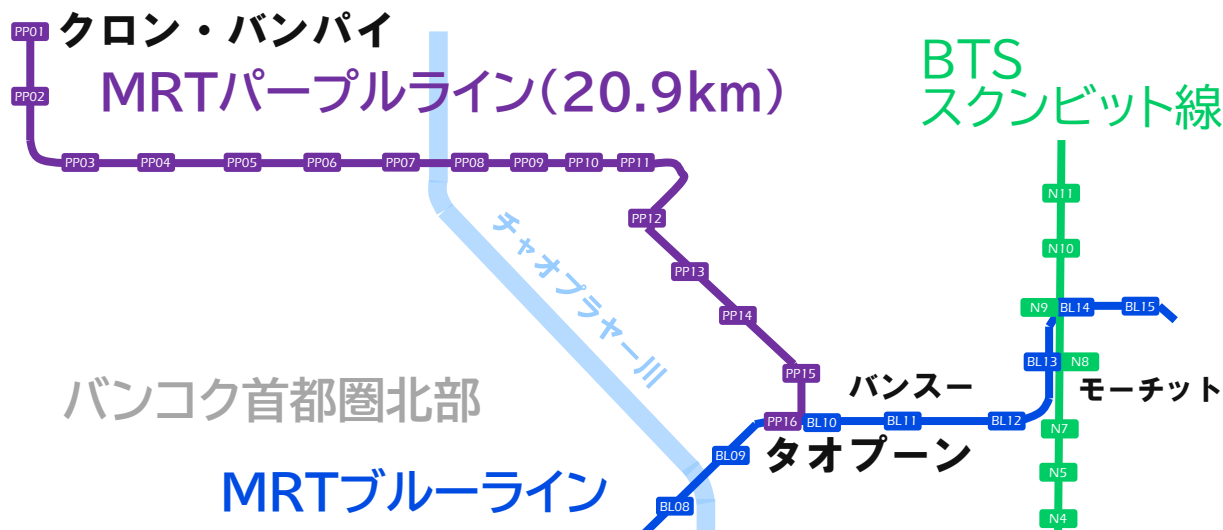 PP01
クロン・バンパイ
MRTパープルライン(20.9km)
BTS
スクンビット線
PP02
PP03
PP04
PP05
PP06
PP07
PP08
PP09
PP10
PP11
PP12
PP13
PP14
PP15
PP16
チャオプラヤー川
N11
N10
N9
BL14
BL15
BL13
N8
モーチット
バンスー
BL10
BL11
BL12
N7
タオプーン
N5
N4
バンコク首都圏北部
BL09
MRTブルーライン
BL08